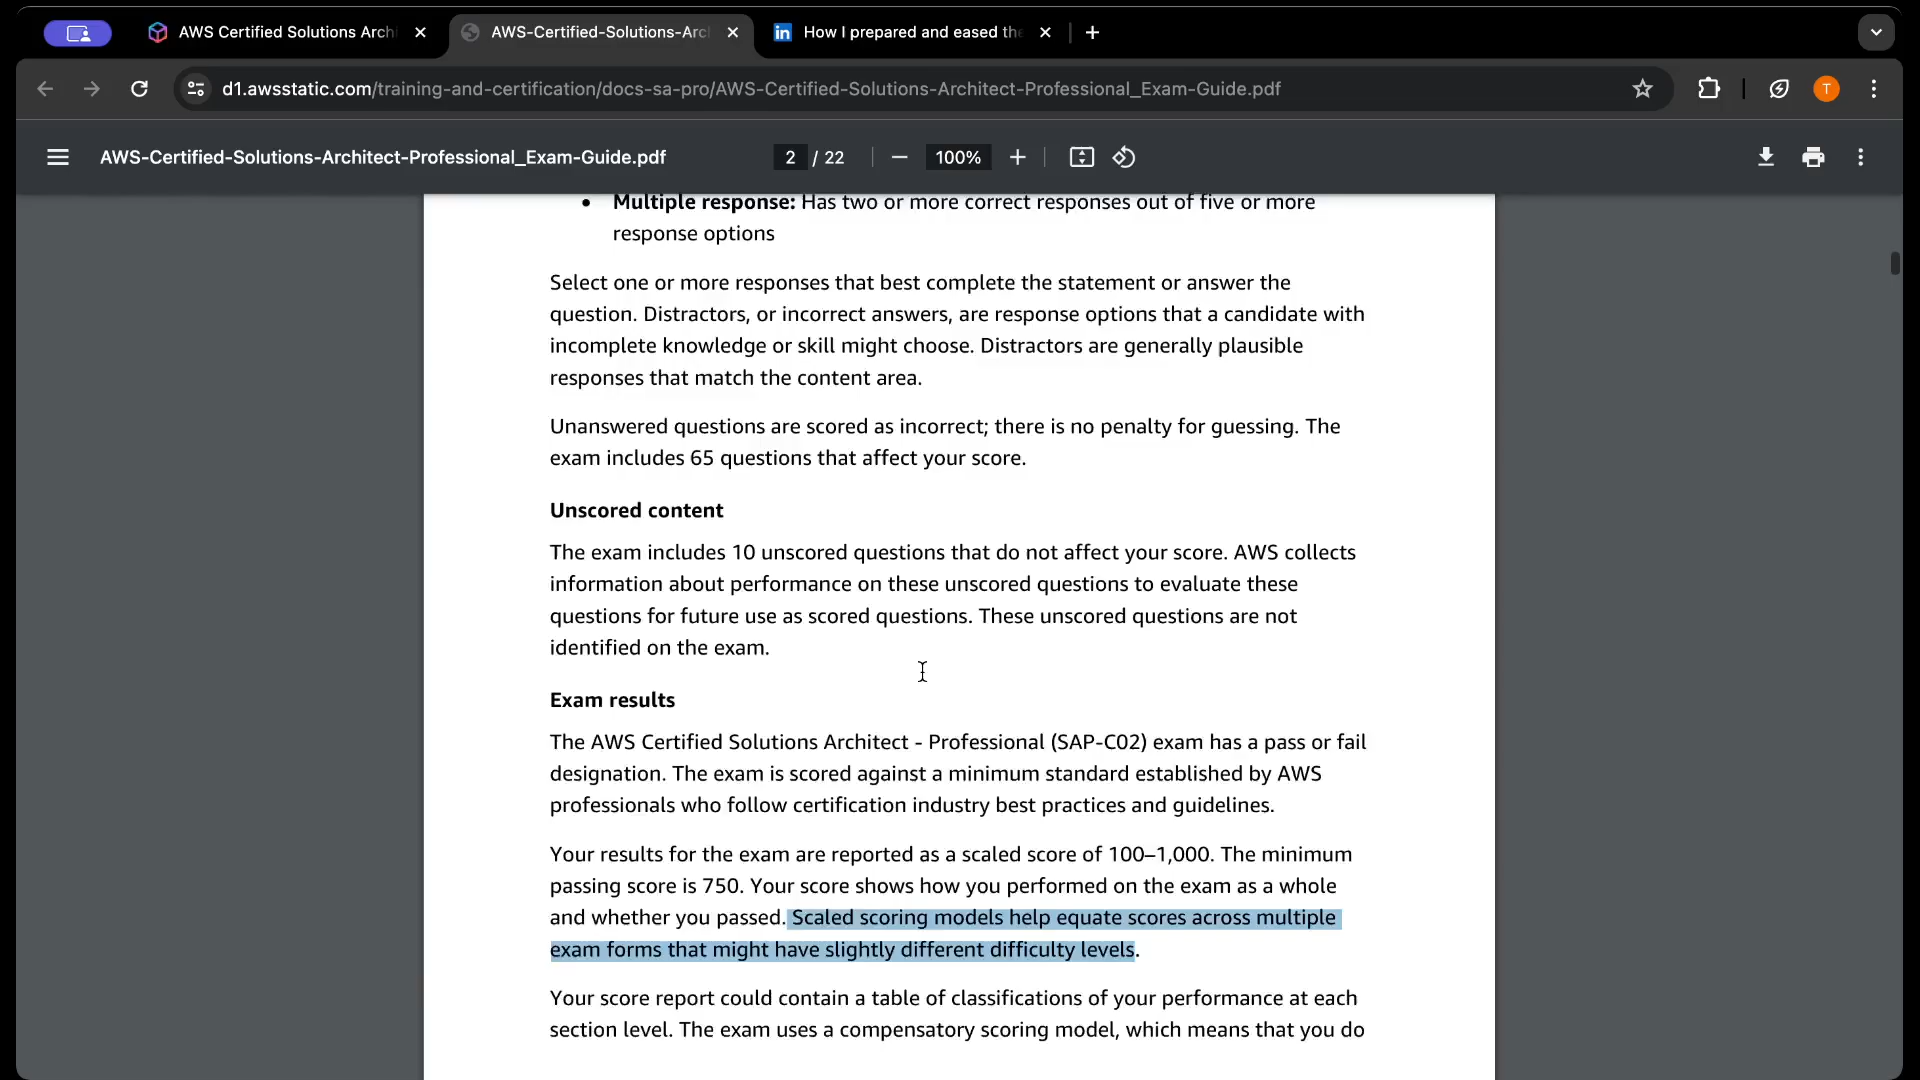 AWS Certified Solutions Archi
AWS-Certified-Solutions-Arc
in How I prepared and eased the
d1.awsstatic.com/training-and-certification/docs-sa-pro/AWS-Certified-Solutions-Architect-Professional_Exam-Guide.pdf
T
AWS-Certified-Solutions-Architect-Professional_Exam-Guide.pdf
2 / 22
100%
• Multiple response: Has two or more correct responses out of five or more
response options
Select one or more responses that best complete the statement or answer the
question. Distractors, or incorrect answers, are response options that a candidate with
incomplete knowledge or skill might choose. Distractors are generally plausible
responses that match the content area.
Unanswered questions are scored as incorrect; there is no penalty for guessing. The
exam includes 65 questions that affect your score.
Unscored content
The exam includes 10 unscored questions that do not affect your score. AWS collects
information about performance on these unscored questions to evaluate these
questions for future use as scored questions. These unscored questions are not
identified on the exam.
Exam results
The AWS Certified Solutions Architect - Professional (SAP-C02) exam has a pass or fail
designation. The exam is scored against a minimum standard established by AWS
professionals who follow certification industry best practices and guidelines.
Your results for the exam are reported as a scaled score of 100–1,000. The minimum
passing score is 750. Your score shows how you performed on the exam as a whole
and whether you passed. Scaled scoring models help equate scores across multiple
exam forms that might have slightly different difficulty levels.
Your score report could contain a table of classifications of your performance at each
section level. The exam uses a compensatory scoring model, which means that you do